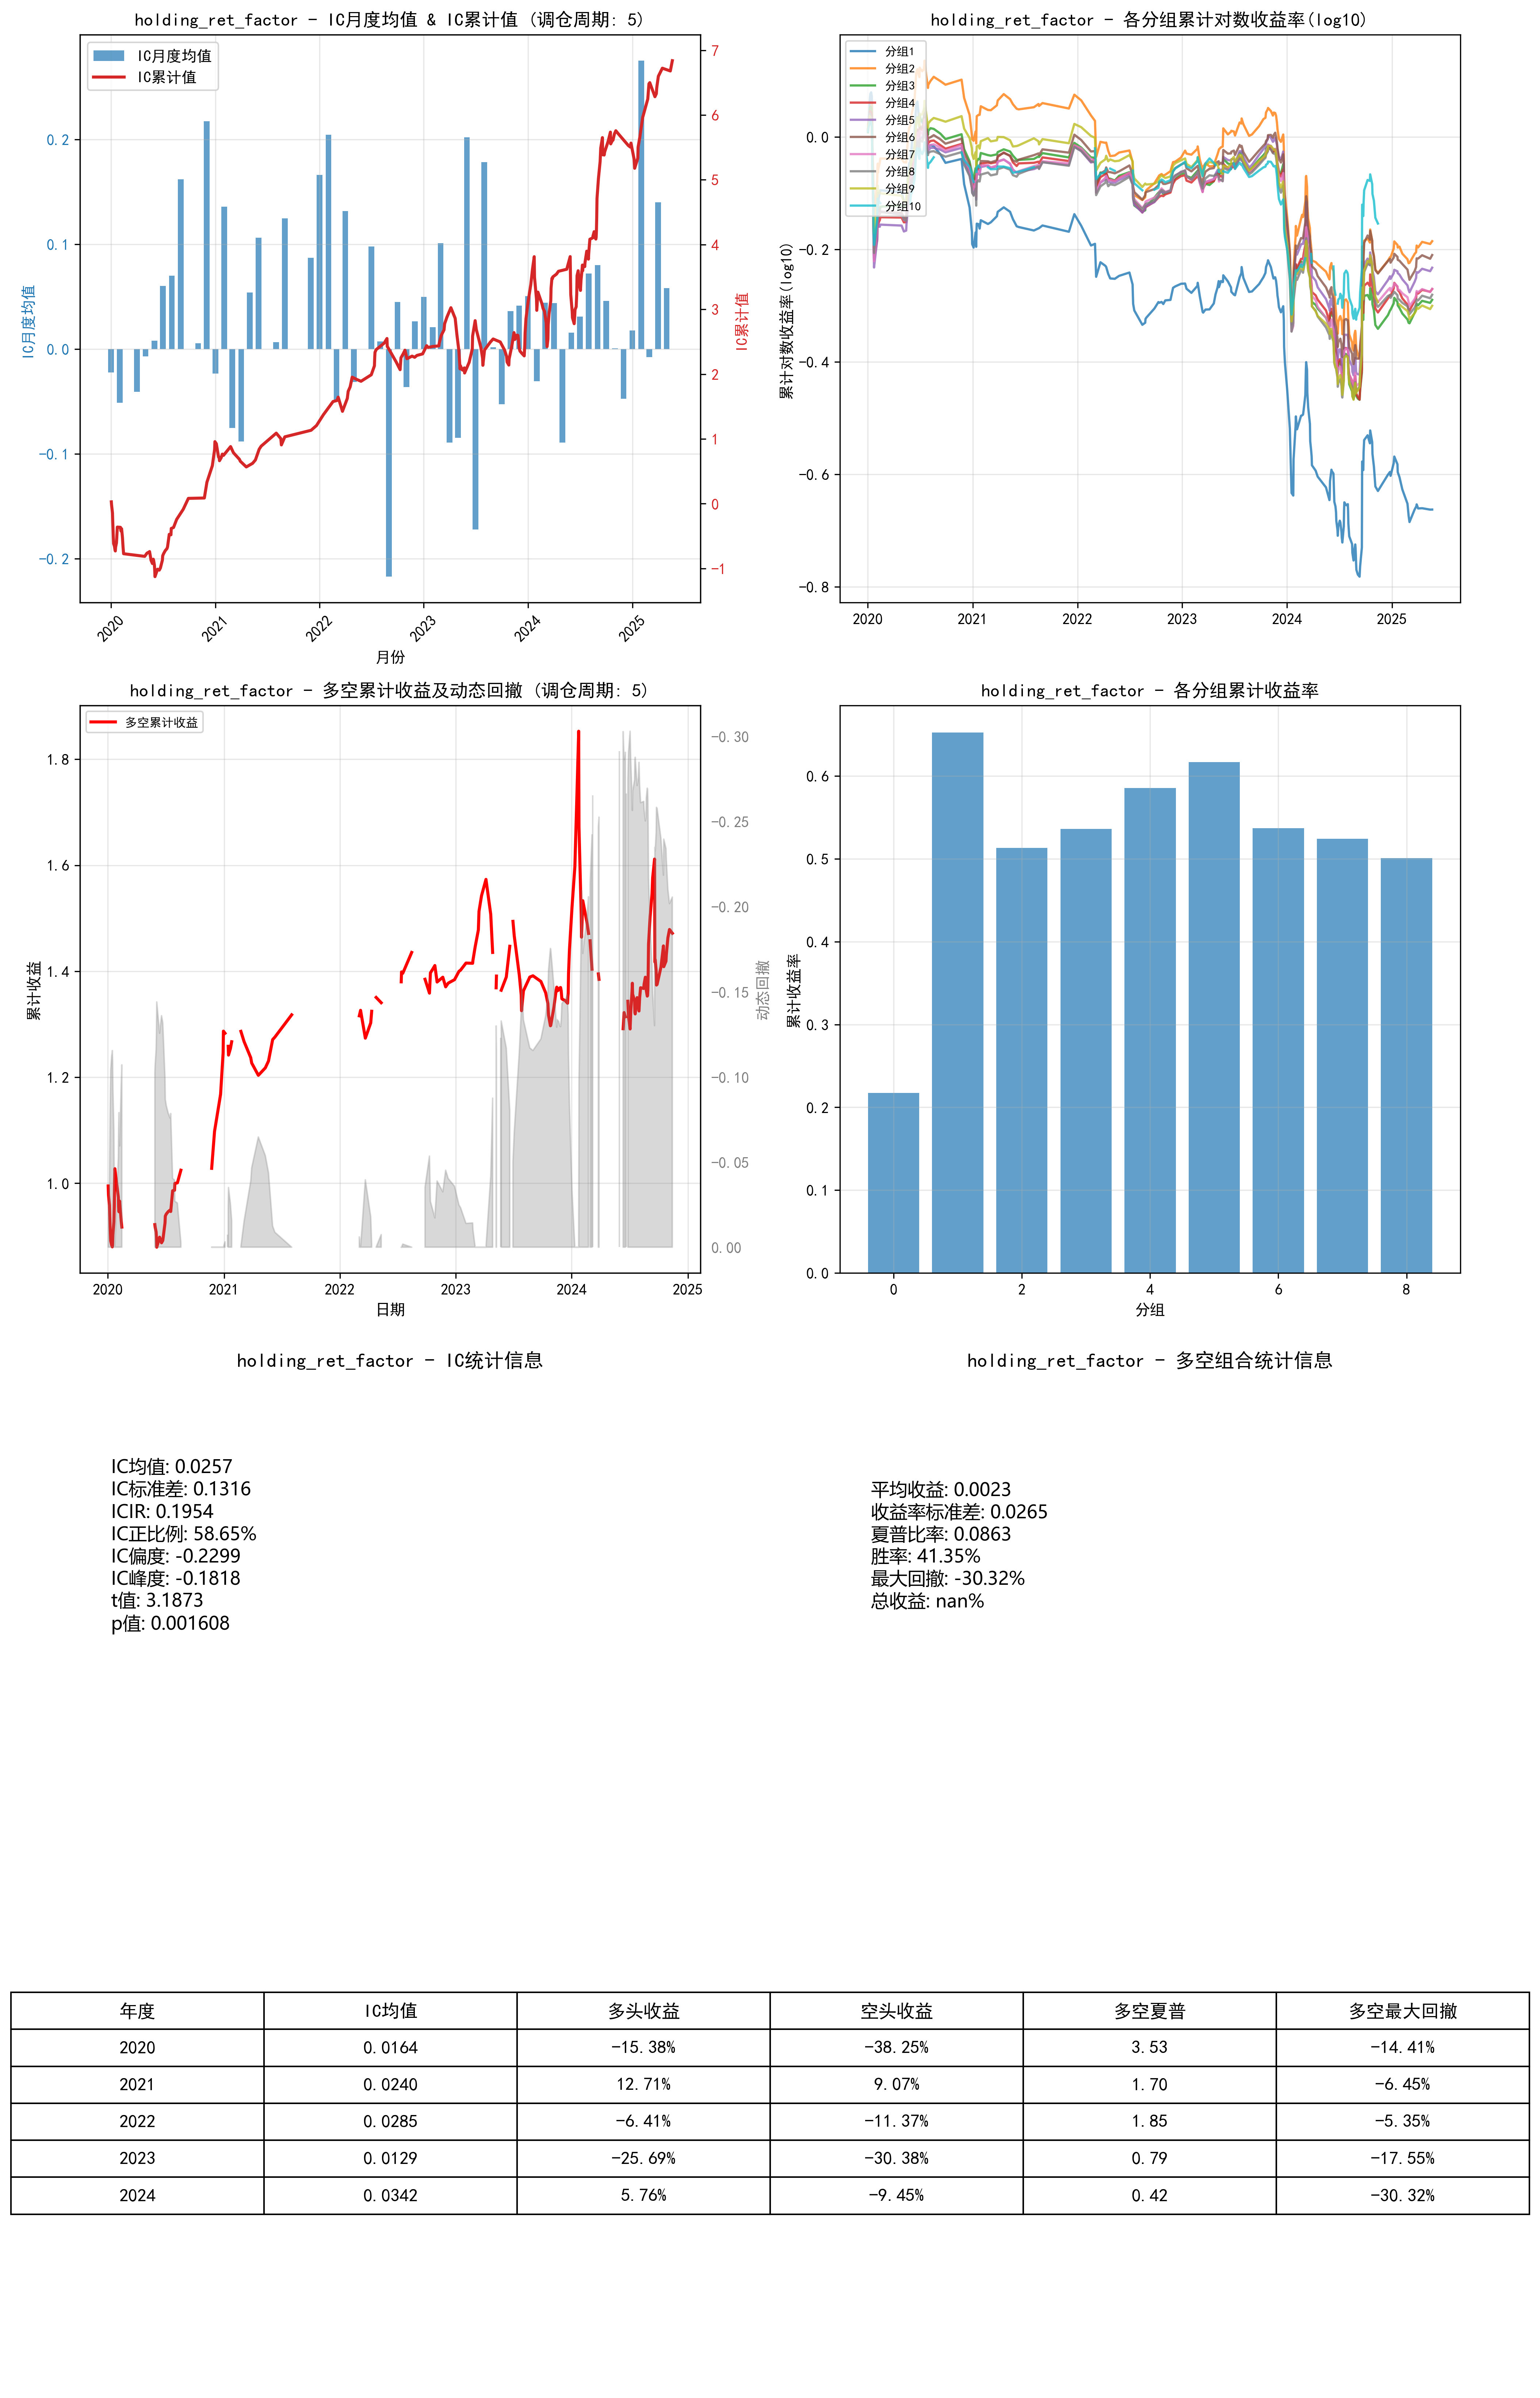 holding_ret_factor - IC月度均值 & IC累计值 (调仓周期: 5)
IC月度均值
IC累计值
0.2
0.1
0.0
-0.1
-0.2
IC月度均值
7
6
5
4
3
2
1
0
-1
IC累计值
2020
2021
2022
2023
2024
2025
月份
holding_ret_factor - 各分组累计对数收益率(log10)
分组1
分组2
分组3
分组4
分组5
分组6
分组7
分组8
分组9
分组10
0.0
-0.2
-0.4
-0.6
-0.8
累计对数收益率(log10)
2020
2021
2022
2023
2024
2025
holding_ret_factor - 多空累计收益及动态回撤 (调仓周期: 5)
多空累计收益
1.8
1.6
1.4
1.2
1.0
累计收益
-0.30
-0.25
-0.20
-0.15
-0.10
-0.05
0.00
动态回撤
2020
2021
2022
2023
2024
2025
日期
holding_ret_factor - 各分组累计收益率
0.6
0.5
0.4
0.3
0.2
0.1
0.0
累计收益率
0
2
4
6
8
分组
holding_ret_factor - IC统计信息
IC均值: 0.0257
IC标准差: 0.1316
ICIR: 0.1954
IC正比例: 58.65%
IC偏度: -0.2299
IC峰度: -0.1818
t值: 3.1873
p值: 0.001608
holding_ret_factor - 多空组合统计信息
平均收益: 0.0023
收益率标准差: 0.0265
夏普比率: 0.0863
胜率: 41.35%
最大回撤: -30.32%
总收益: nan%
年度 IC均值 多头收益 空头收益 多空夏普 多空最大回撤
2020 0.0164 -15.38% -38.25% 3.53 -14.41%
2021 0.0240 12.71% 9.07% 1.70 -6.45%
2022 0.0285 -6.41% -11.37% 1.85 -5.35%
2023 0.0129 -25.69% -30.38% 0.79 -17.55%
2024 0.0342 5.76% -9.45% 0.42 -30.32%